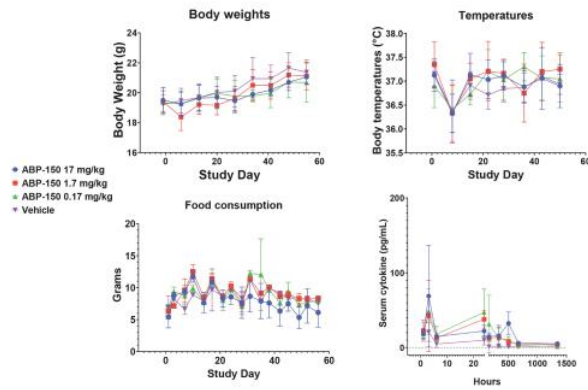 Body weights
Body Weight (g)
24
22
20
18
16
0
20
40
60
Study Day
Temperatures
Body temperatures (°C)
38.0
37.5
37.0
36.5
36.0
35.5
0
20
40
60
Study Day
ABP-150 17 mg/kg
ABP-150 1.7 mg/kg
ABP-150 0.17 mg/kg
Vehicle
Food consumption
Grams
20
15
10
5
0
0
20
40
60
Study Day
Serum cytokine (pg/mL)
200
150
100
50
0
0
10
20
500
1000
1500
Hours